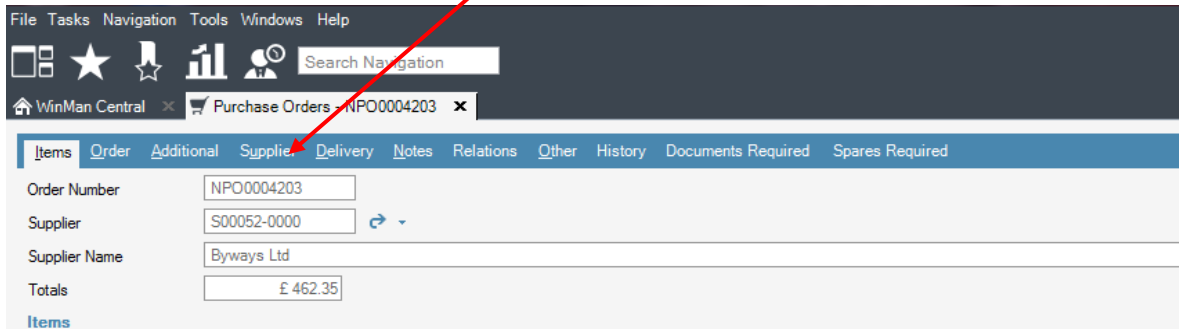 File Tasks Navigation Tools Windows Help
Search Navigation
WinMan Central × Purchase Orders - NPO0004203 ×
Items Order Additional Supplier Delivery Notes Relations Other History Documents Required Spares Required
Order Number NPO0004203
Supplier S00052-0000
Supplier Name Byways Ltd
Totals £ 462.35
Items